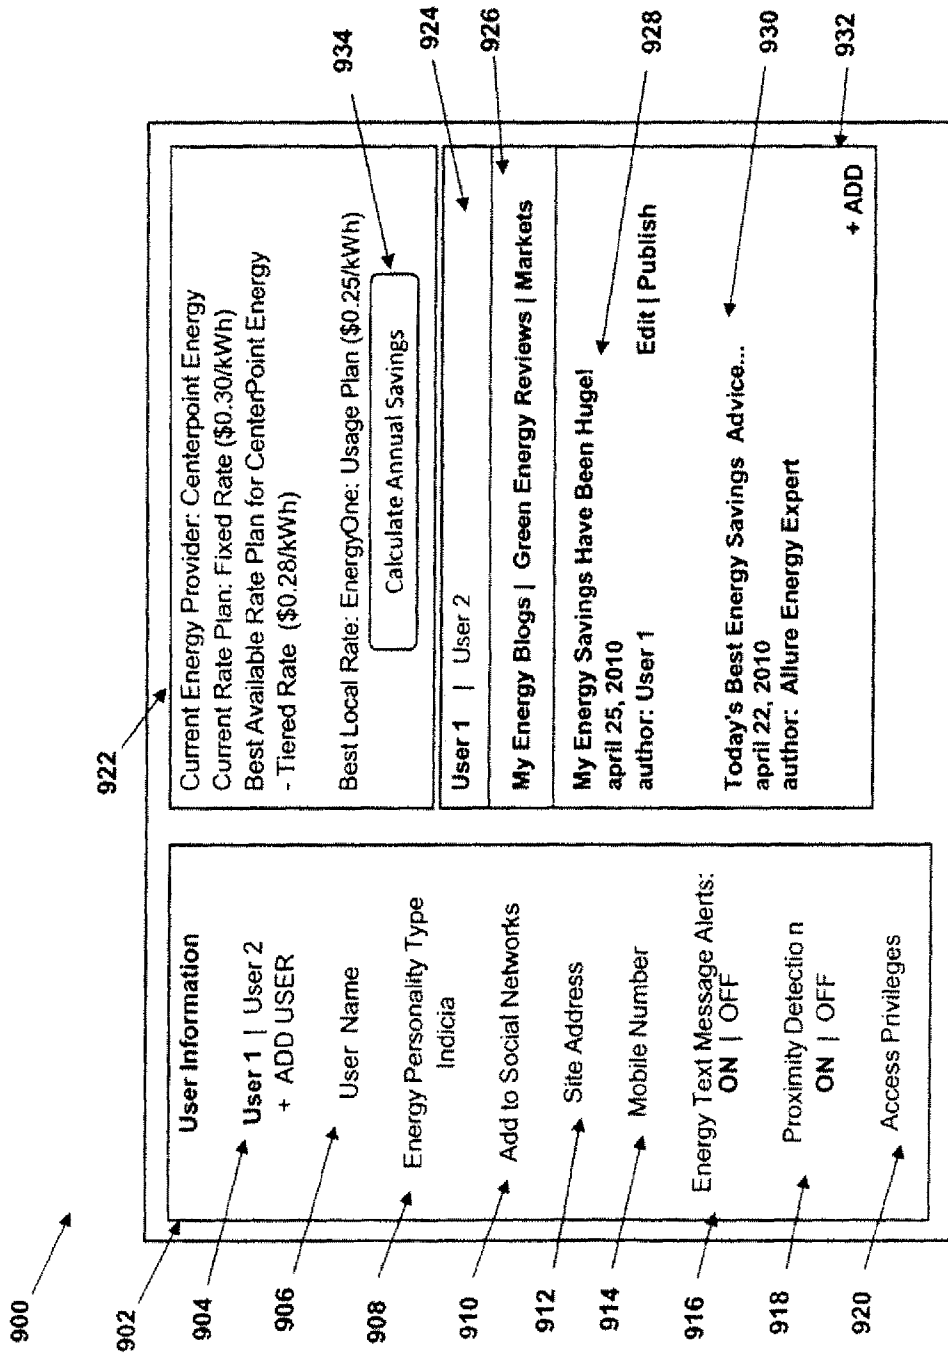 900
902
904
906
908
910
912
914
916
918
920
User Information
User 1 | User 2
+ ADD USER
User Name
Energy Personality Type
Indicia
Add to Social Networks
Site Address
Mobile Number
Energy Text Message Alerts:
ON | OFF
Proximity Detection
ON | OFF
Access Privileges
922
Current Energy Provider: Centerpoint Energy
Current Rate Plan: Fixed Rate ($0.30/kWh)
Best Available Rate Plan for CenterPoint Energy
- Tiered Rate ($0.28/kWh)
Best Local Rate: EnergyOne: Usage Plan ($0.25/kWh)
Calculate Annual Savings
User 1 | User 2
My Energy Blogs | Green Energy Reviews | Markets
My Energy Savings Have Been Huge!
april 25, 2010
author: User 1
Edit | Publish
Today's Best Energy Savings Advice...
april 22, 2010
author: Allure Energy Expert
+ ADD
934
924
926
928
930
932